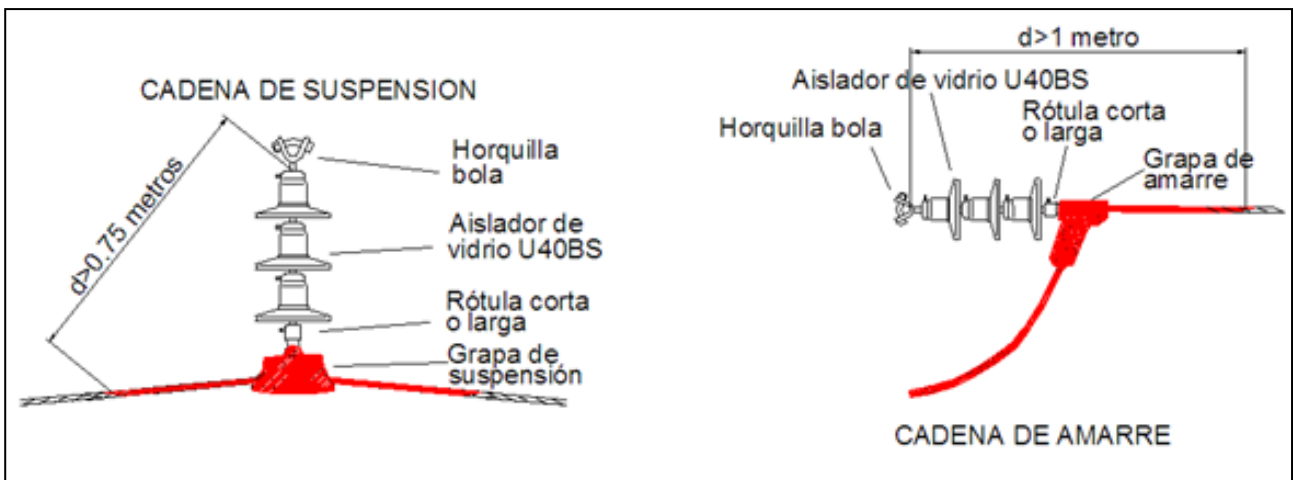 CADENA DE SUSPENSION
d>0,75 metros
Horquilla
bola
Aislador de
vidrio U40BS
Rótula corta
o larga
Grapa de
suspensión
d>1 metro
Aislador de vidrio U40BS
Horquilla bola
Rótula corta
o larga
Grapa de
amarre
CADENA DE AMARRE